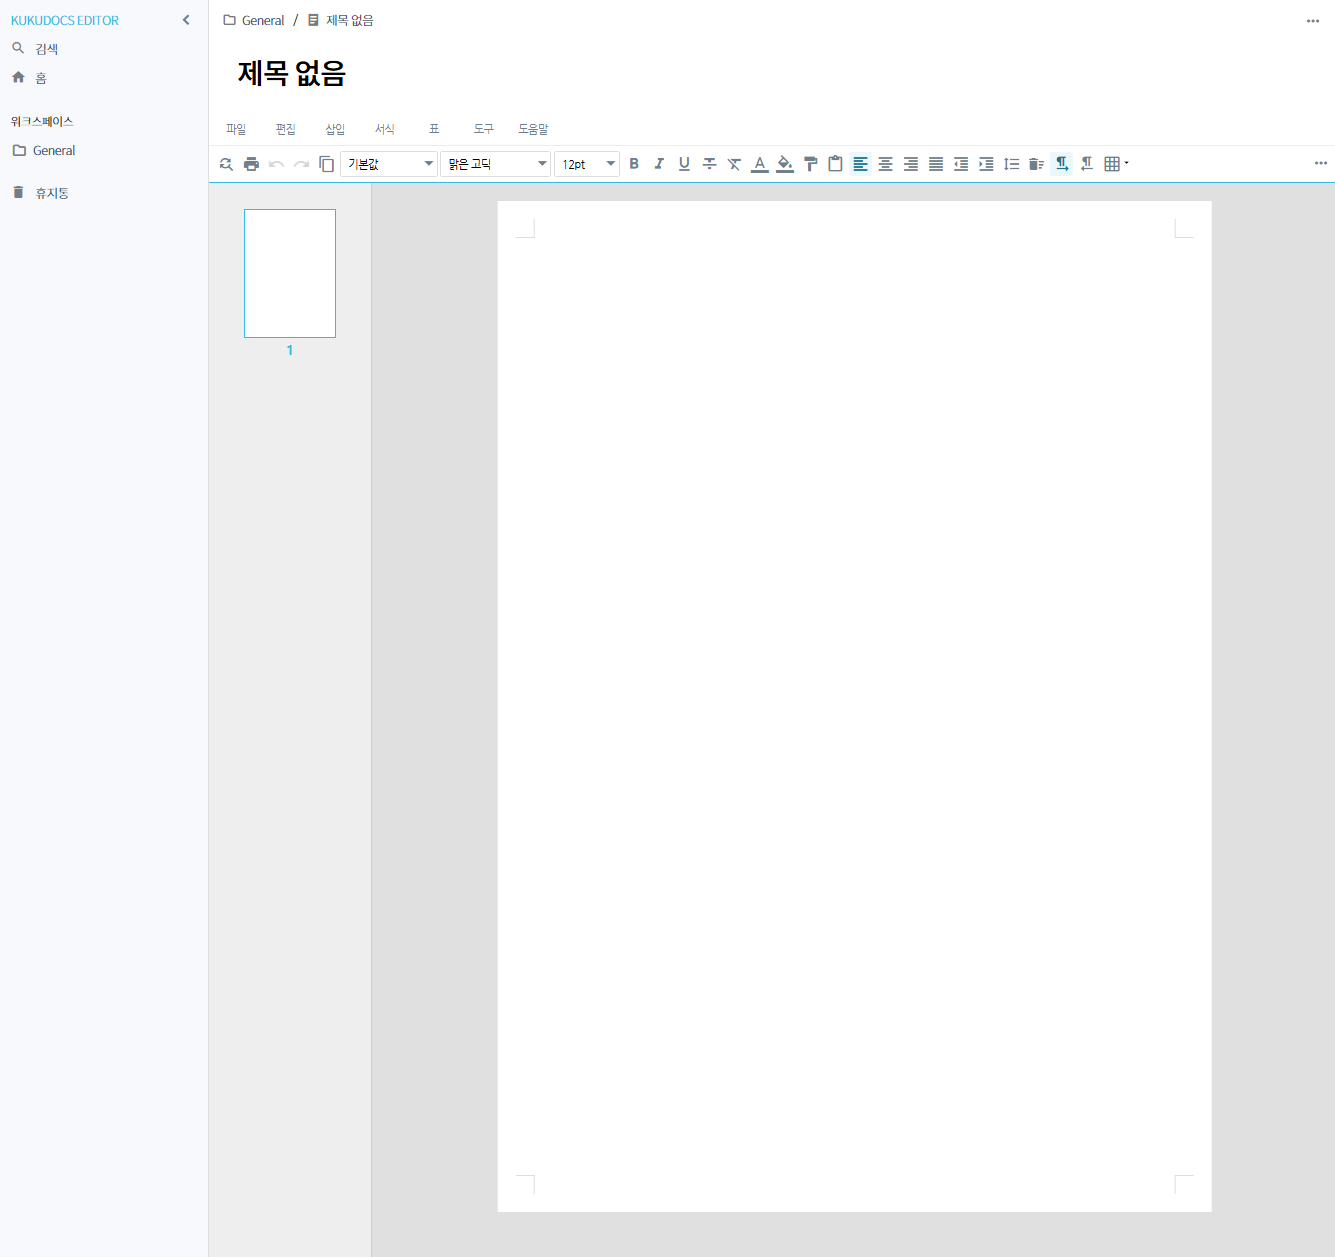 KUKUDOCS EDITOR
검색
홈
워크스페이스
General
휴지통
General / 제목 없음
제목 없음
파일 편집 삽입 서식 표 도구 도움말
기본값 맑은 고딕 12pt
1